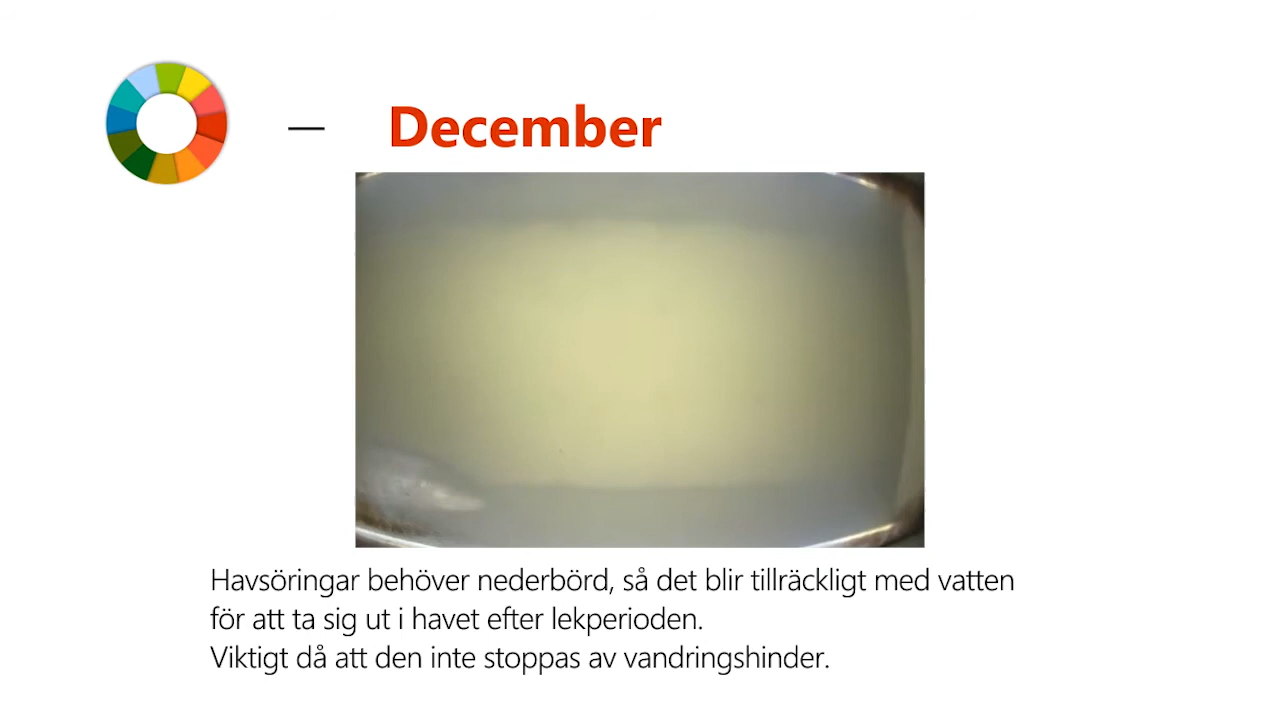 December
Havsöringar behöver nederbörd, så det blir tillräckligt med vatten
för att ta sig ut i havet efter lekperioden.
Viktigt då att den inte stoppas av vandringshinder.